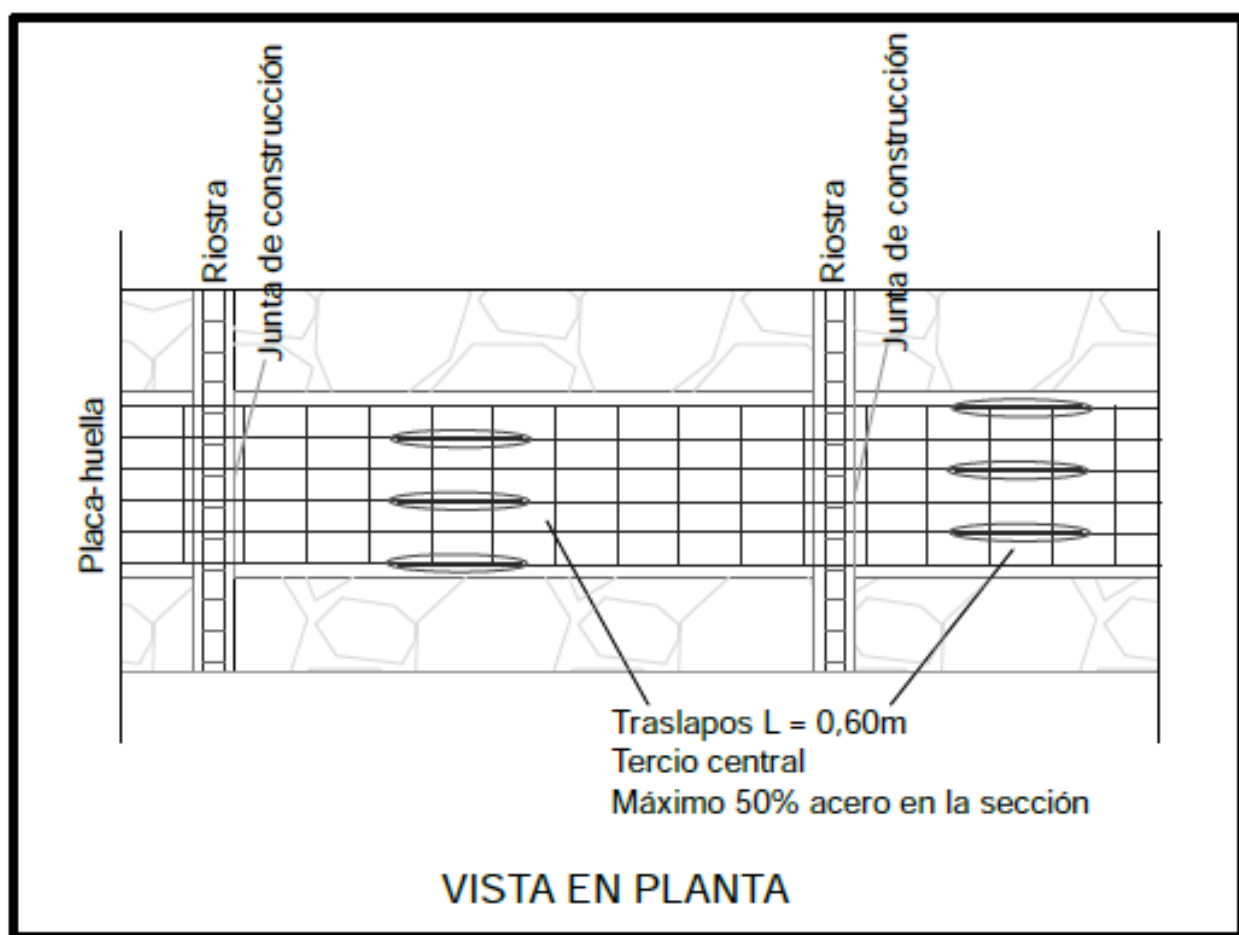 Riostra
Junta de construcción
Riostra
Junta de construcción
Placa-huella
Traslapos L = 0,60m
Tercio central
Máximo 50% acero en la sección
VISTA EN PLANTA